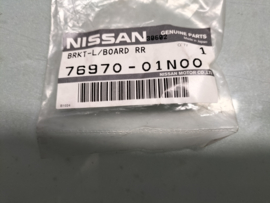 NISSAN GENUINE PARTS
BRKT-L/BOARD RR 1
76970-01N00
NISSAN MOTOR CO., LTD.